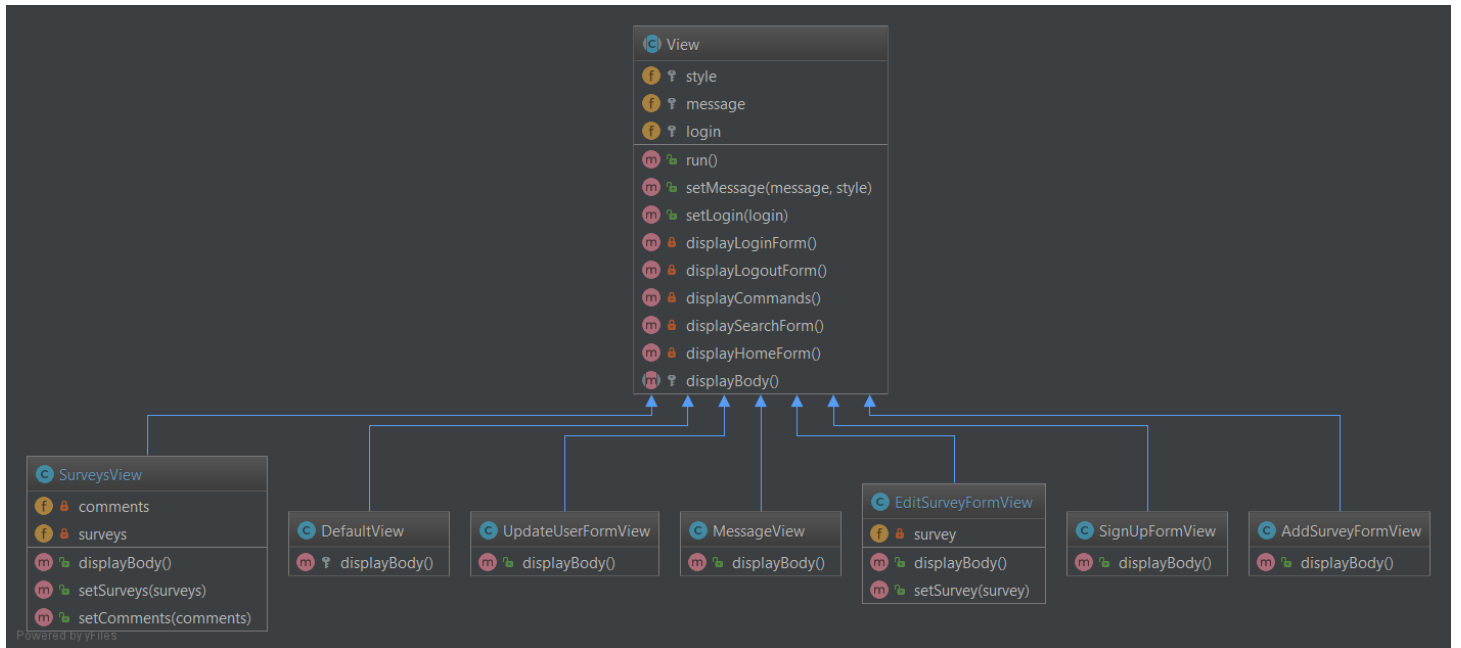 View
style
message
login
run()
setMessage(message, style)
setLogin(login)
displayLoginForm()
displayLogoutForm()
displayCommands()
displaySearchForm()
displayHomeForm()
displayBody()
SurveysView
comments
surveys
displayBody()
setSurveys(surveys)
setComments(comments)
DefaultView
displayBody()
UpdateUserFormView
displayBody()
MessageView
displayBody()
EditSurveyFormView
survey
displayBody()
setSurvey(survey)
SignUpFormView
displayBody()
AddSurveyFormView
displayBody()
Powered by yFiles